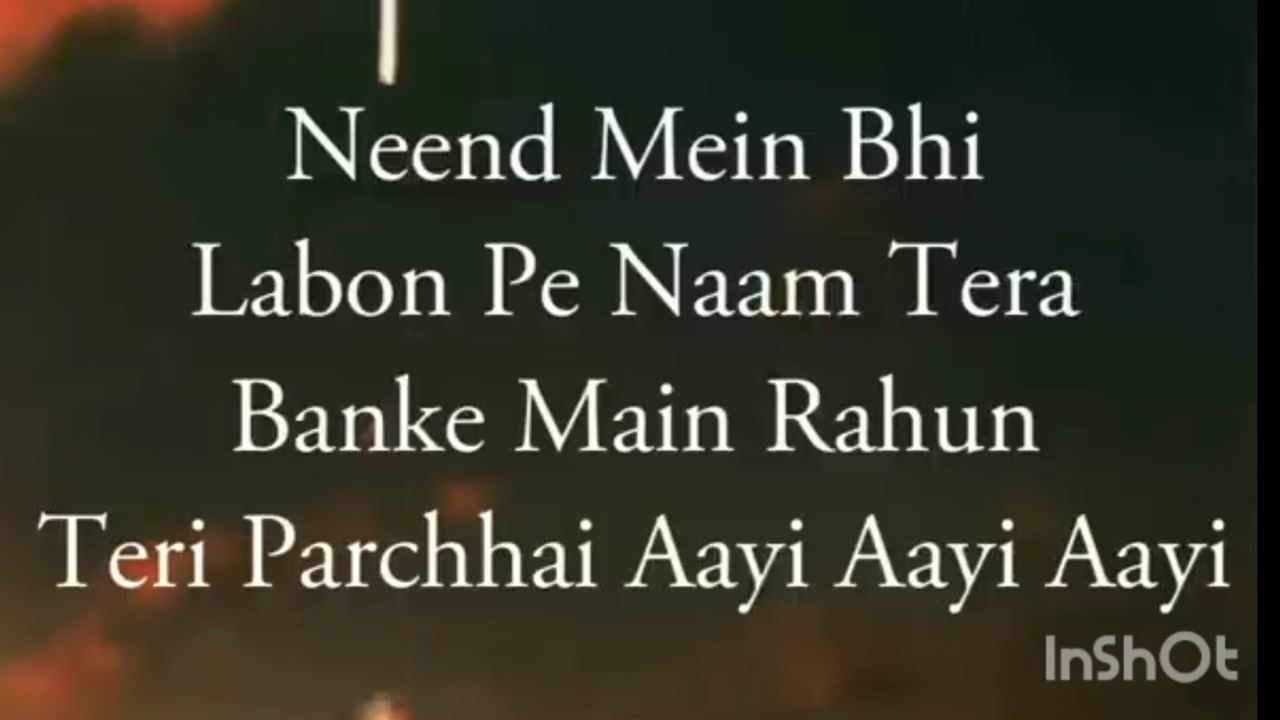 Neend Mein Bhi
Labon Pe Naam Tera
Banke Main Rahun
Teri Parchhai Aayi Aayi Aayi
InShOt